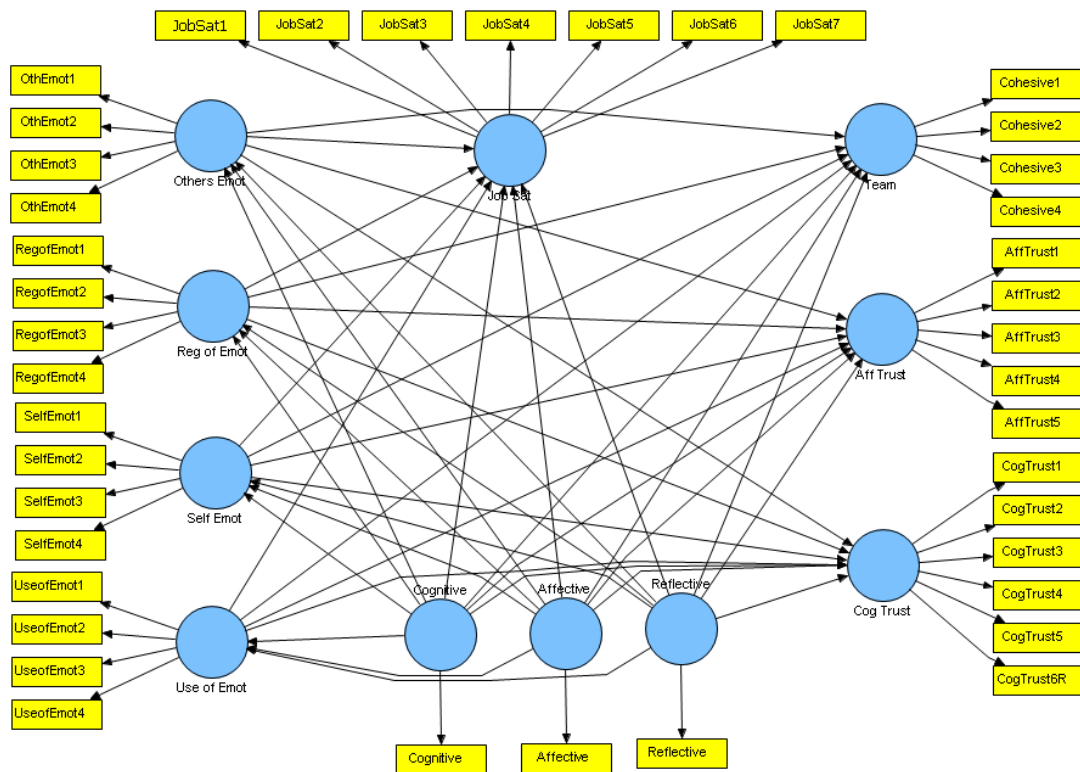 JobSat1
JobSat2
JobSat3
JobSat4
JobSat5
JobSat6
JobSat7
OthEmot1
OthEmot2
OthEmot3
OthEmot4
Others Emot
Job Sat
Team
Cohesive1
Cohesive2
Cohesive3
Cohesive4
RegofEmot1
RegofEmot2
RegofEmot3
RegofEmot4
Reg of Emot
Aff Trust
AffTrust1
AffTrust2
AffTrust3
AffTrust4
AffTrust5
SelfEmot1
SelfEmot2
SelfEmot3
SelfEmot4
Self Emot
CogTrust1
CogTrust2
CogTrust3
CogTrust4
CogTrust5
CogTrust6R
Cog Trust
UseofEmot1
UseofEmot2
UseofEmot3
UseofEmot4
Use of Emot
Cognitive
Affective
Reflective
Cognitive
Affective
Reflective